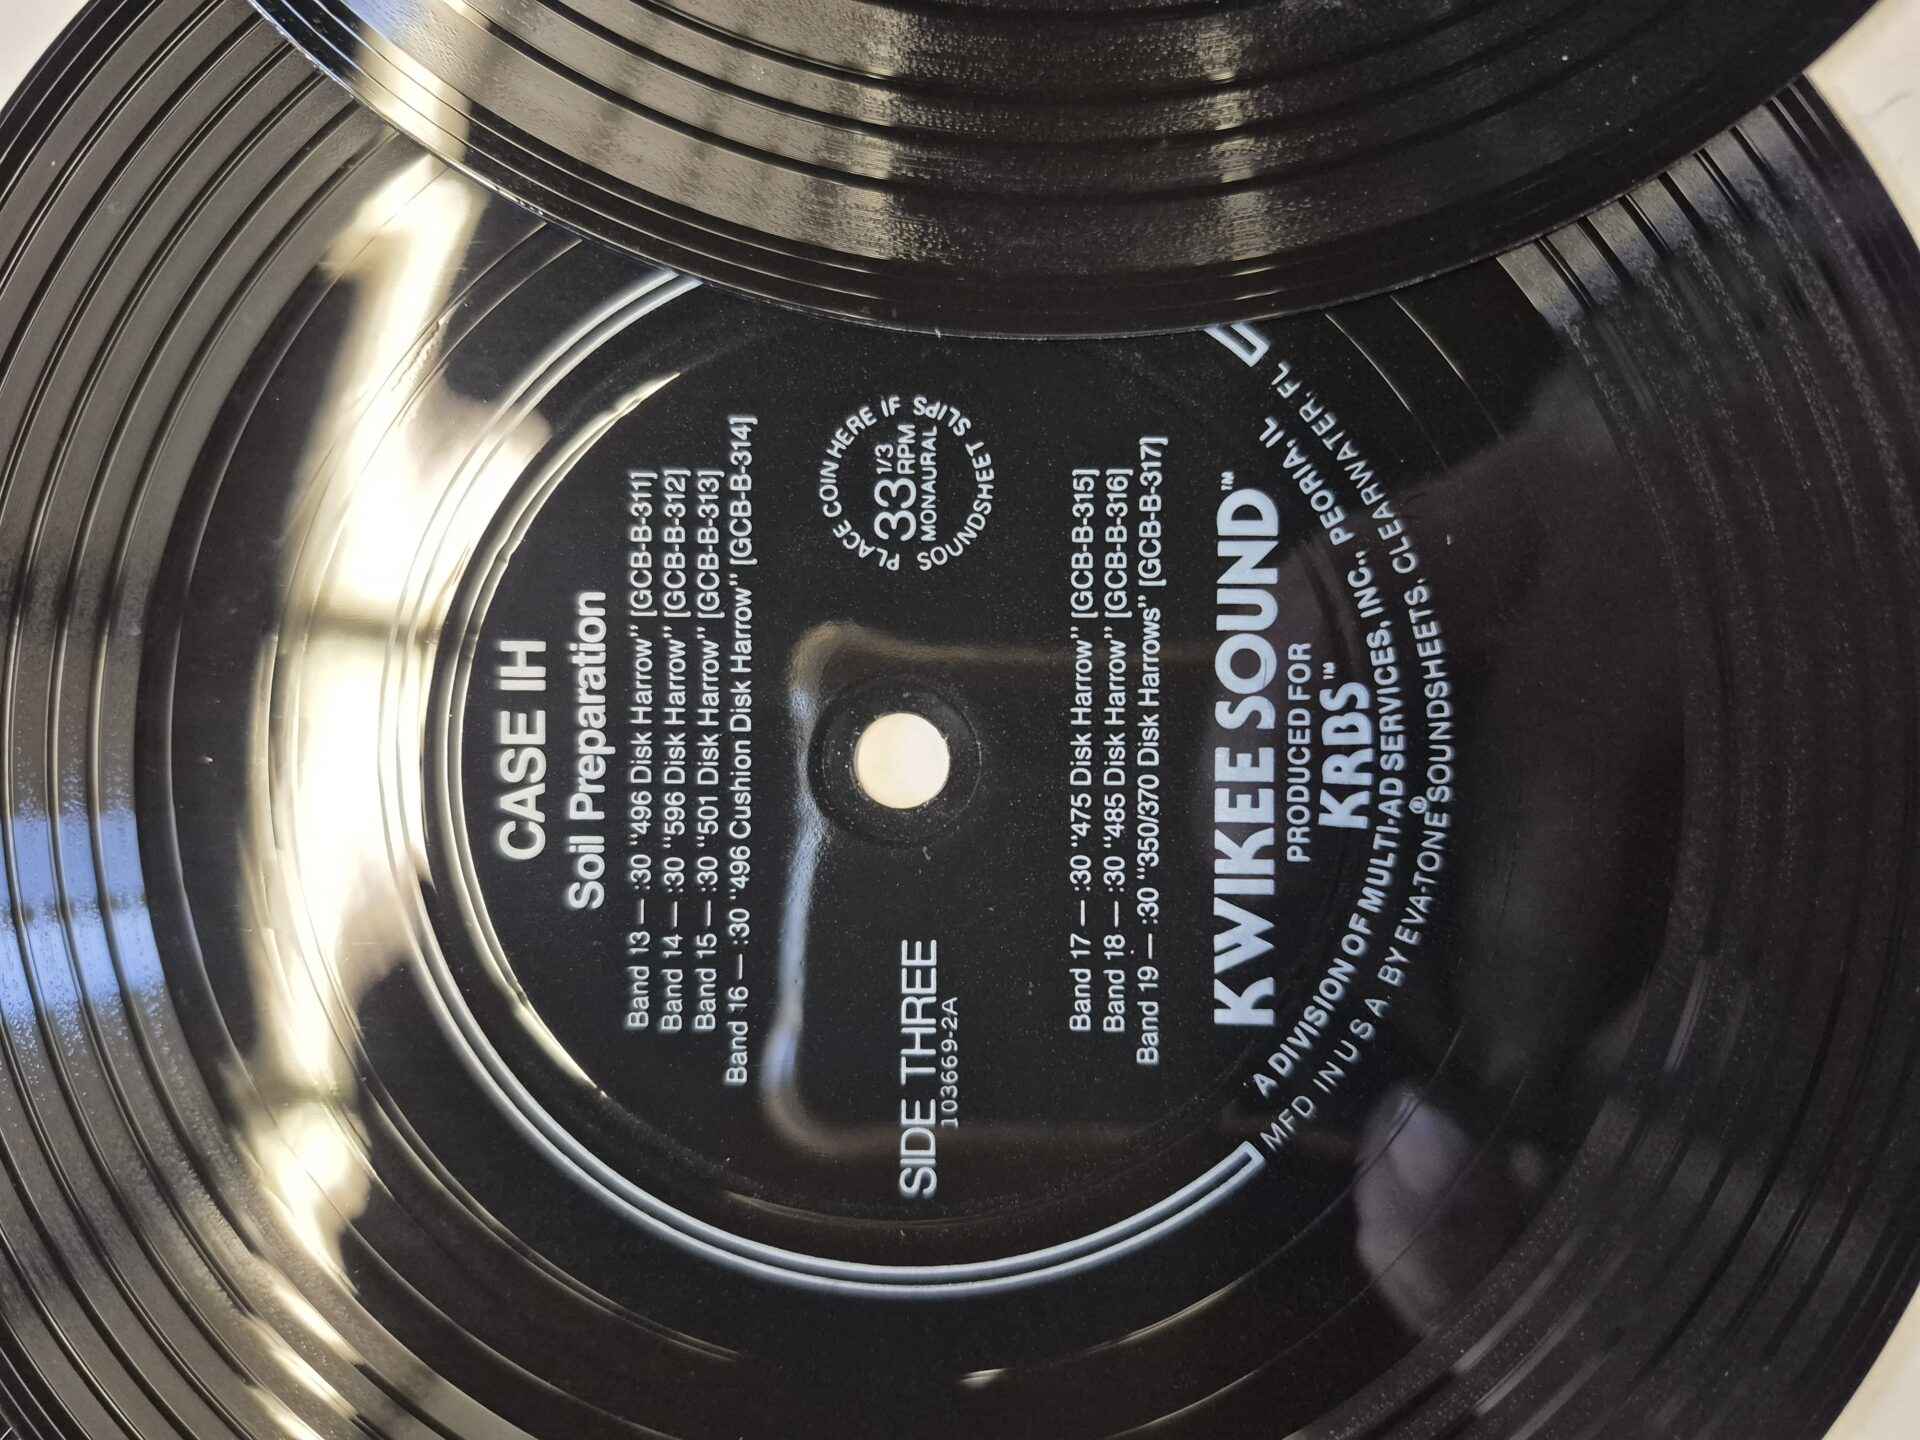 CASE IH
Soil Preparation
Band 13 — :30 "496 Disk Harrow" [GCB-B-311]
Band 14 — :30 "596 Disk Harrow" [GCB-B-312]
Band 15 — :30 "501 Disk Harrow" [GCB-B-313]
Band 16 — :30 '496 Cushion Disk Harrow" [GCB-B-314]
SIDE THREE
103669-2A
PLACE COIN HERE IF
33 1/3
RPM
MONAURAL
SOUNDSHEET SLIPS
Band 17 — :30 "475 Disk Harrow" [GCB-B-315]
Band 18 — :30 "485 Disk Harrow" [GCB-B-316]
Band 19 — :30 "350/370 Disk Harrows" [GCB-B-317]
KWIKEE SOUND™
PRODUCED FOR
KRBS™
A DIVISION OF MULTI-AD SERVICES, INC., PEORIA, IL
MFD IN U S A BY EVA-TONE® SOUNDSHEETS, CLEARWATER, FL